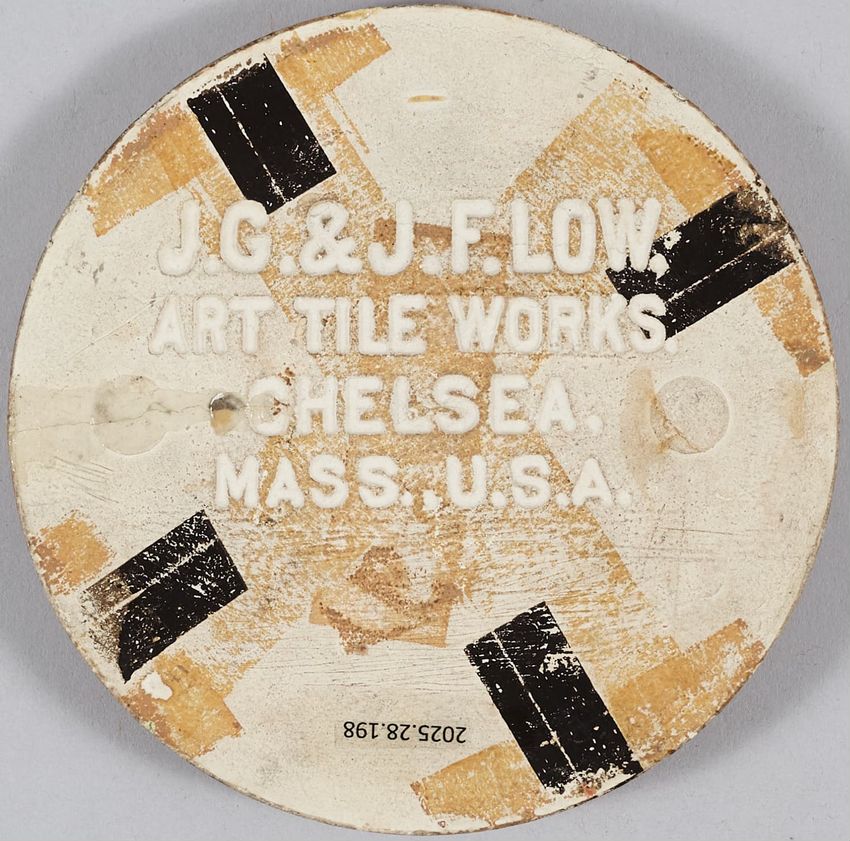 J.G.&J.F.LOW,
ART TILE WORKS.
CHELSEA.
MASS.,U.S.A.
2025.28.198